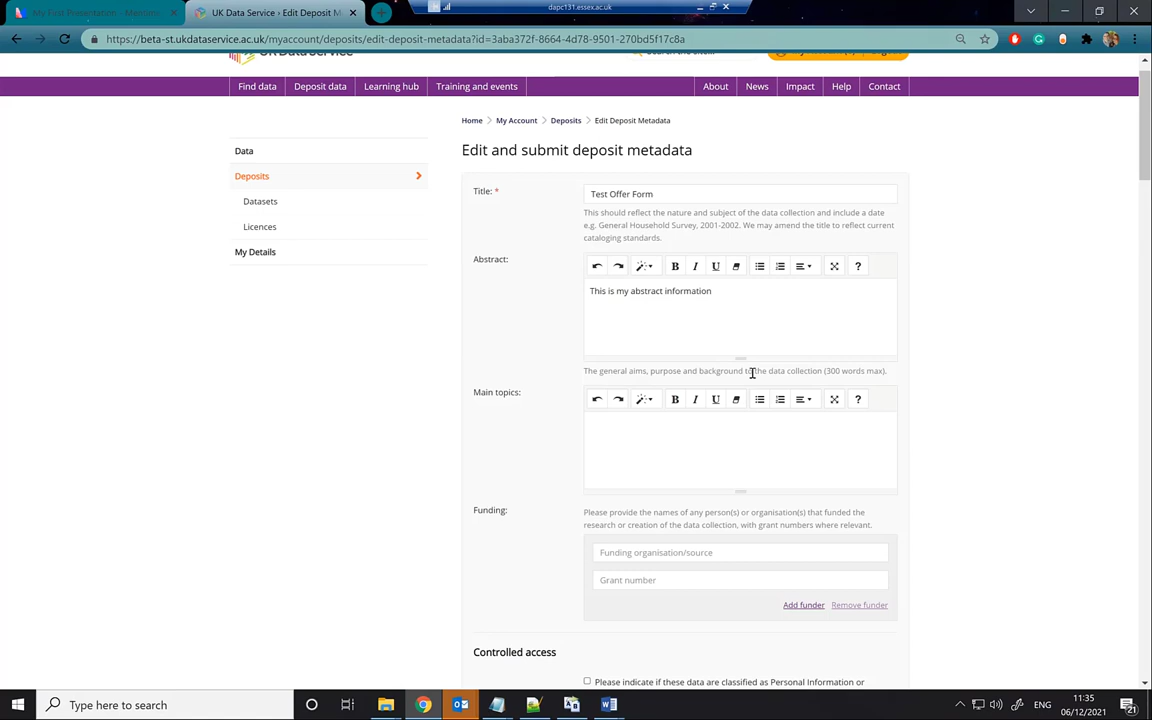 My First Presentation - Mentime
UK Data Service › Edit Deposit M
dapc131.essex.ac.uk
https://beta-st.ukdataservice.ac.uk/myaccount/deposits/edit-deposit-metadata?id=3aba372f-8664-4d78-9501-270bd5f17c8a
Find data
Deposit data
Learning hub
Training and events
About
News
Impact
Help
Contact
Home
My Account
Deposits
Edit Deposit Metadata
Data
Deposits
Datasets
Licences
My Details
Edit and submit deposit metadata
Title: *
Test Offer Form
This should reflect the nature and subject of the data collection and include a date
e.g. General Household Survey, 2001-2002. We may amend the title to reflect current
cataloging standards.
Abstract:
B I U
?
This is my abstract information
The general aims, purpose and background to the data collection (300 words max).
Main topics:
B I U
?
Funding:
Please provide the names of any person(s) or organisation(s) that funded the
research or creation of the data collection, with grant numbers where relevant.
Funding organisation/source
Grant number
Add funder
Remove funder
Controlled access
Please indicate if these data are classified as Personal Information or
Type here to search
ENG
11:35
06/12/2021
21